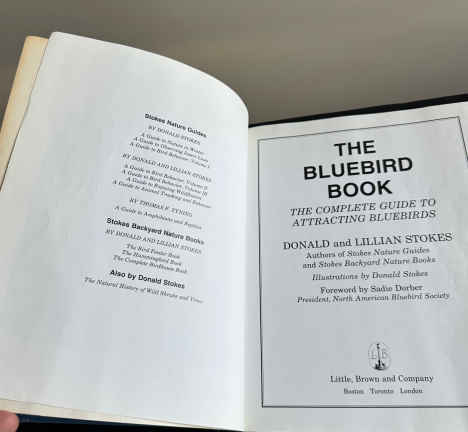 Stokes Nature Guides
BY DONALD STOKES
A Guide to Nature in Winter
A Guide to Observing Insect Lives
A Guide to Bird Behavior, Volume I
BY DONALD AND LILLIAN STOKES
A Guide to Bird Behavior, Volume II
A Guide to Bird Behavior, Volume III
A Guide to Enjoying Wildflowers
A Guide to Animal Tracking and Behavior
BY THOMAS F. TYNING
A Guide to Amphibians and Reptiles
Stokes Backyard Nature Books
BY DONALD AND LILLIAN STOKES
The Bird Feeder Book
The Hummingbird Book
The Complete Birdhouse Book
Also by Donald Stokes
The Natural History of Wild Shrubs and Vines
THE
BLUEBIRD
BOOK
THE COMPLETE GUIDE TO
ATTRACTING BLUEBIRDS
DONALD and LILLIAN STOKES
Authors of Stokes Nature Guides
and Stokes Backyard Nature Books
Illustrations by Donald Stokes
Foreword by Sadie Dorber
President, North American Bluebird Society
LB
Little, Brown and Company
Boston Toronto London